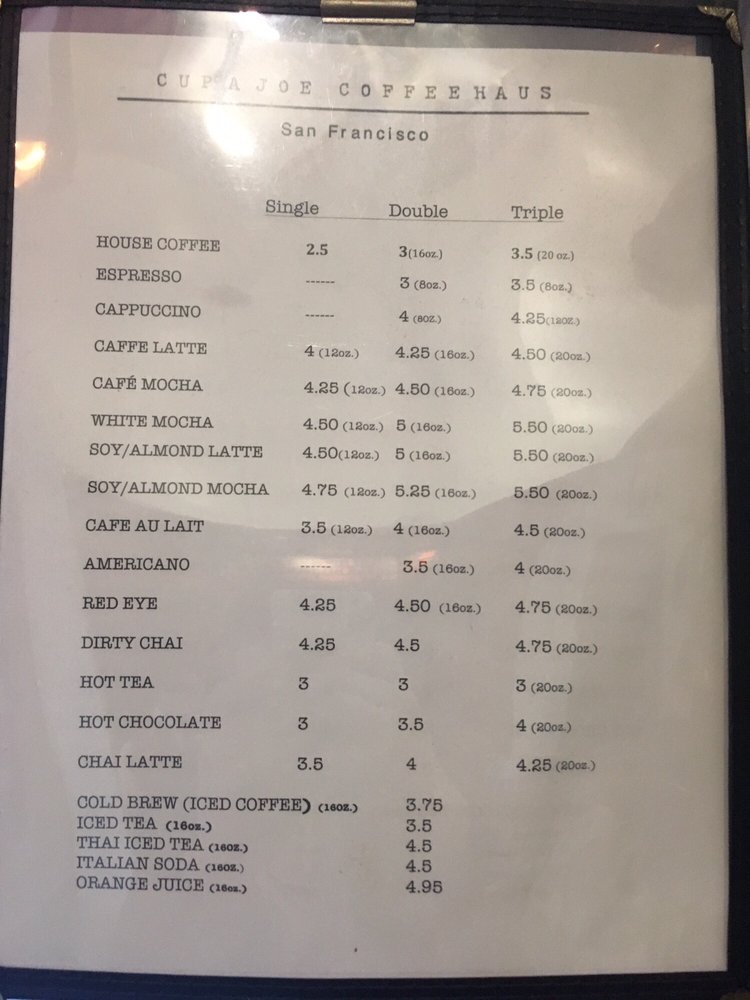 CUP A JOE COFFEEHAUS
San Francisco
Single Double Triple
HOUSE COFFEE 2.5 3(16oz.) 3.5 (20 oz.)
ESPRESSO ------ 3 (8oz.) 3.5 (8oz.)
CAPPUCCINO ------ 4 (8OZ.) 4.25(12OZ.)
CAFFE LATTE 4 (12oz.) 4.25 (16oz.) 4.50 (20oz.)
CAFÉ MOCHA 4.25 (12oz.) 4.50 (16oz.) 4.75 (20oz.)
WHITE MOCHA 4.50 (12oz.) 5 (16oz.) 5.50 (20oz.)
SOY/ALMOND LATTE 4.50(12oz.) 5 (16oz.) 5.50 (20oz.)
SOY/ALMOND MOCHA 4.75 (12oz.) 5.25 (16oz.) 5.50 (20oz.)
CAFE AU LAIT 3.5 (12oz.) 4 (16oz.) 4.5 (20oz.)
AMERICANO ------ 3.5 (16oz.) 4 (20oz.)
RED EYE 4.25 4.50 (16oz.) 4.75 (20oz.)
DIRTY CHAI 4.25 4.5 4.75 (20oz.)
HOT TEA 3 3 3 (20oz.)
HOT CHOCOLATE 3 3.5 4 (20oz.)
CHAI LATTE 3.5 4 4.25 (20oz.)
COLD BREW (ICED COFFEE) (16OZ.) 3.75
ICED TEA (16oz.) 3.5
THAI ICED TEA (16OZ.) 4.5
ITALIAN SODA (16OZ.) 4.5
ORANGE JUICE (16oz.) 4.95